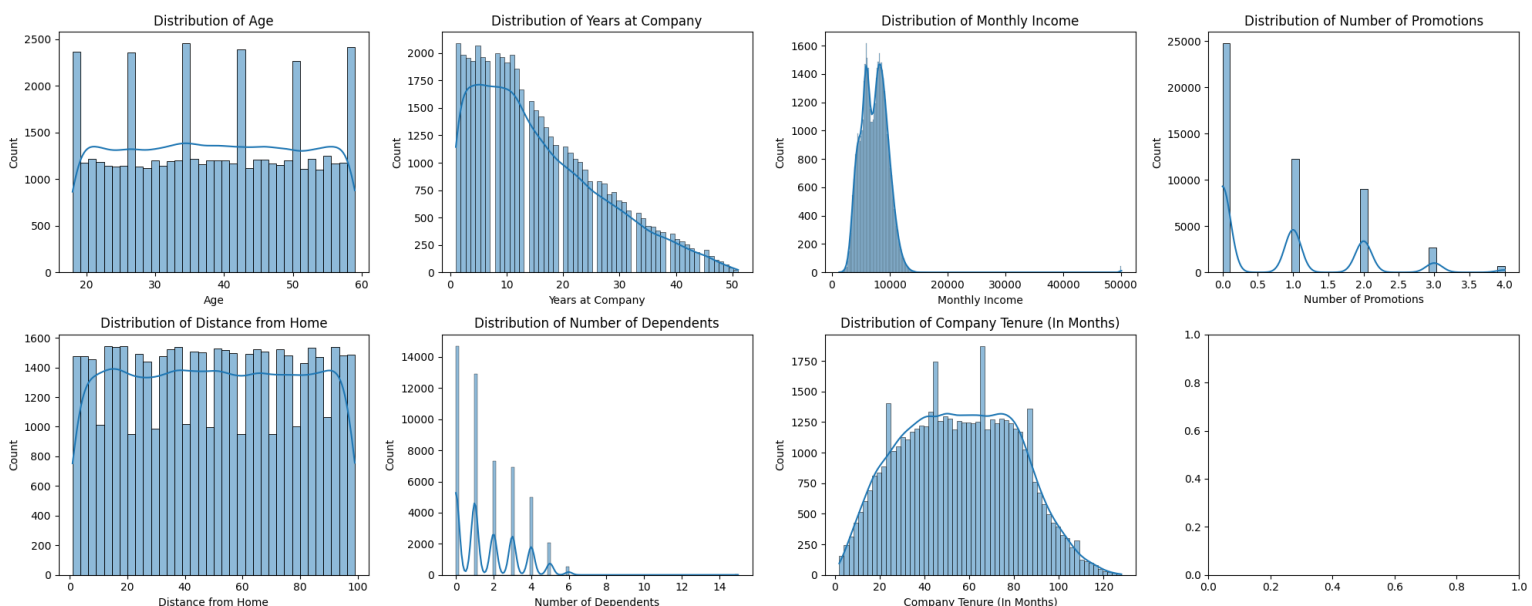 Distribution of Age
Count
2500
2000
1500
1000
500
0
20 30 40 50 60
Age
Distribution of Years at Company
Count
2000
1750
1500
1250
1000
750
500
250
0
0 10 20 30 40 50
Years at Company
Distribution of Monthly Income
Count
1600
1400
1200
1000
800
600
400
200
0
0 10000 20000 30000 40000 50000
Monthly Income
Distribution of Number of Promotions
Count
25000
20000
15000
10000
5000
0
0.0 0.5 1.0 1.5 2.0 2.5 3.0 3.5 4.0
Number of Promotions
Distribution of Distance from Home
Count
1600
1400
1200
1000
800
600
400
200
0
0 20 40 60 80 100
Distance from Home
Distribution of Number of Dependents
Count
14000
12000
10000
8000
6000
4000
2000
0
0 2 4 6 8 10 12 14
Number of Dependents
Distribution of Company Tenure (In Months)
Count
1750
1500
1250
1000
750
500
250
0
0 20 40 60 80 100 120
Company Tenure (In Months)
1.0
0.8
0.6
0.4
0.2
0.0
0.0 0.2 0.4 0.6 0.8 1.0